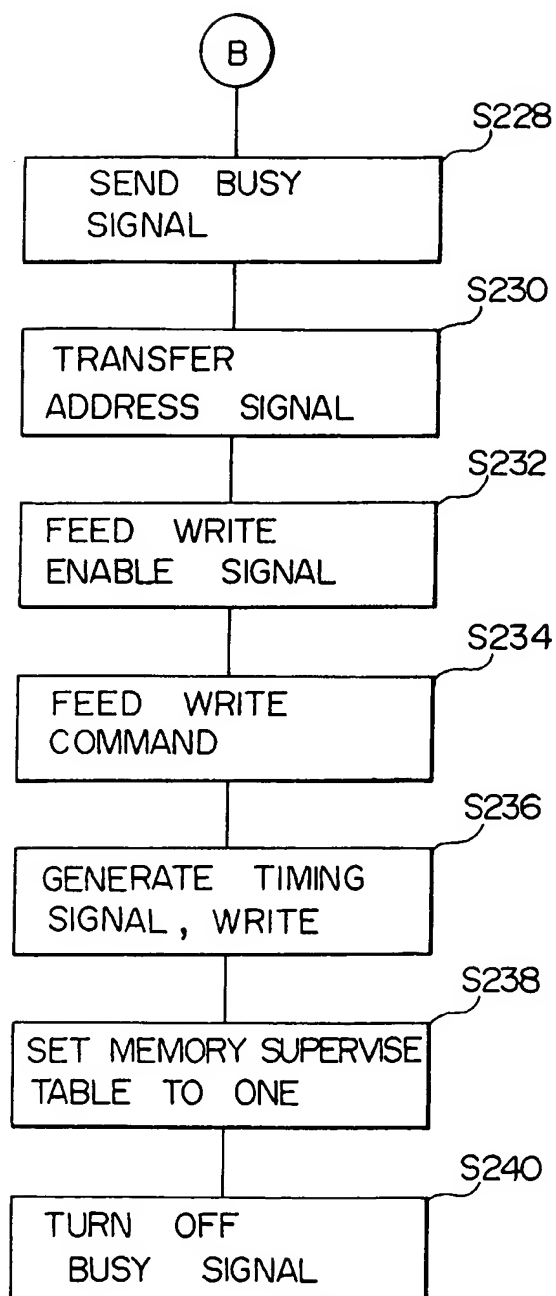 B
S228
SEND BUSY
SIGNAL
S230
TRANSFER
ADDRESS SIGNAL
S232
FEED WRITE
ENABLE SIGNAL
S234
FEED WRITE
COMMAND
S236
GENERATE TIMING
SIGNAL, WRITE
S238
SET MEMORY SUPERVISE
TABLE TO ONE
S240
TURN OFF
BUSY SIGNAL